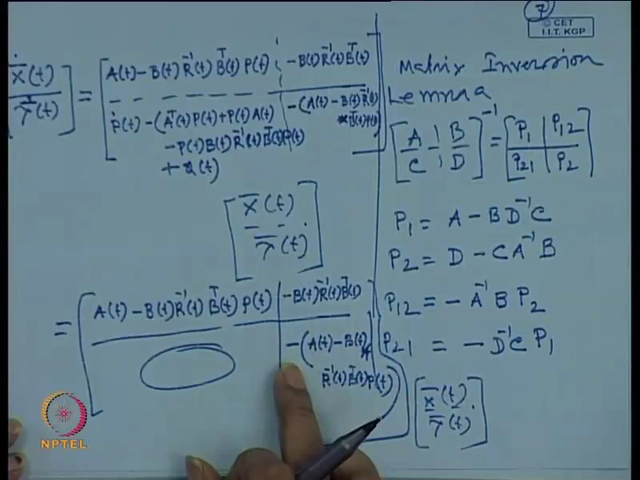 7
© CET
I.I.T. KGP
[ẋ̄(t) / λ̄(t)] = [A(t) - B(t) R⁻¹(t) Bᵀ(t) P(t) | - B(t) R⁻¹(t) Bᵀ(t)
Ṗ(t) - (Aᵀ(t) P(t) + P(t) A(t) | - (A(t) - B(t) R⁻¹(t)
- P(t) B(t) R⁻¹(t) Bᵀ(t) P(t) | Bᵀ(t) P(t))
+ Q(t)
[x̄(t)
λ̄(t)]
= [A(t) - B(t) R⁻¹(t) Bᵀ(t) P(t) | - B(t) R⁻¹(t) Bᵀ(t)
- (A(t) - B(t)
R⁻¹(t) Bᵀ(t) P(t))]
[x̄(t)
λ̄(t)]
Matrix Inversion
Lemma
[A | B / C | D]⁻¹ = [P₁ | P₁₂ / P₂₁ | P₂]
P₁ = A - B D⁻¹ C
P₂ = D - C A⁻¹ B
P₁₂ = - A⁻¹ B P₂
P₂₁ = - D⁻¹ C P₁
NPTEL